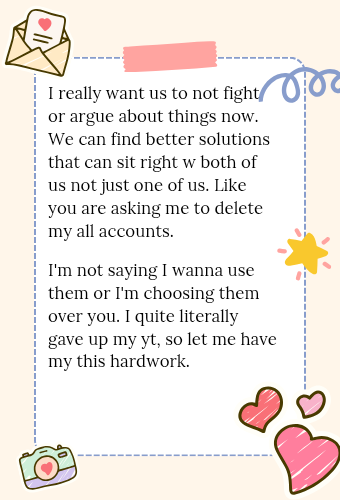 I really want us to not fight
or argue about things now.
We can find better solutions
that can sit right w both of
us not just one of us. Like
you are asking me to delete
my all accounts.
I'm not saying I wanna use
them or I'm choosing them
over you. I quite literally
gave up my yt, so let me have
my this hardwork.